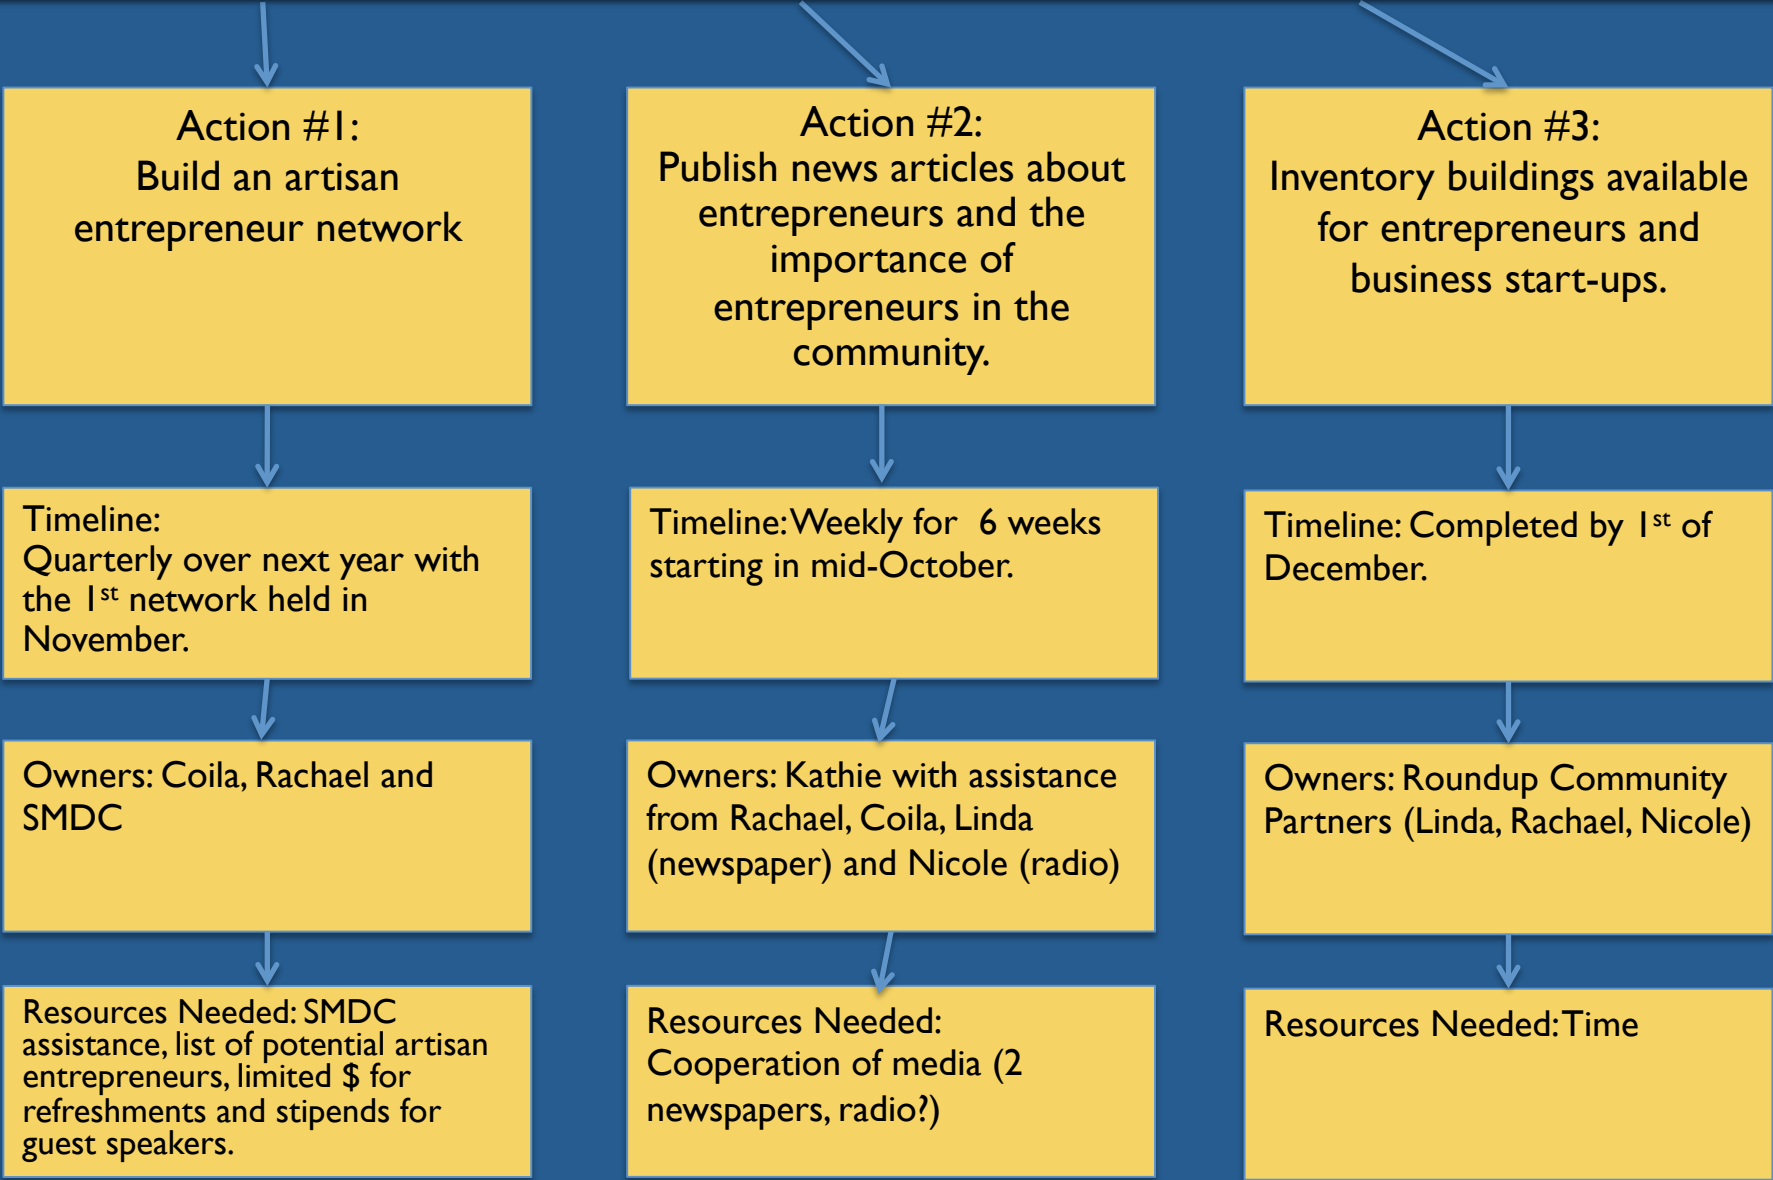 Action #1:
Build an artisan
entrepreneur network
Timeline:
Quarterly over next year with
the 1st network held in
November.
Owners: Coila, Rachael and
SMDC
Resources Needed: SMDC
assistance, list of potential artisan
entrepreneurs, limited $ for
refreshments and stipends for
guest speakers.
Action #2:
Publish news articles about
entrepreneurs and the
importance of
entrepreneurs in the
community.
Timeline: Weekly for 6 weeks
starting in mid-October.
Owners: Kathie with assistance
from Rachael, Coila, Linda
(newspaper) and Nicole (radio)
Resources Needed:
Cooperation of media (2
newspapers, radio?)
Action #3:
Inventory buildings available
for entrepreneurs and
business start-ups.
Timeline: Completed by 1st of
December.
Owners: Roundup Community
Partners (Linda, Rachael, Nicole)
Resources Needed: Time